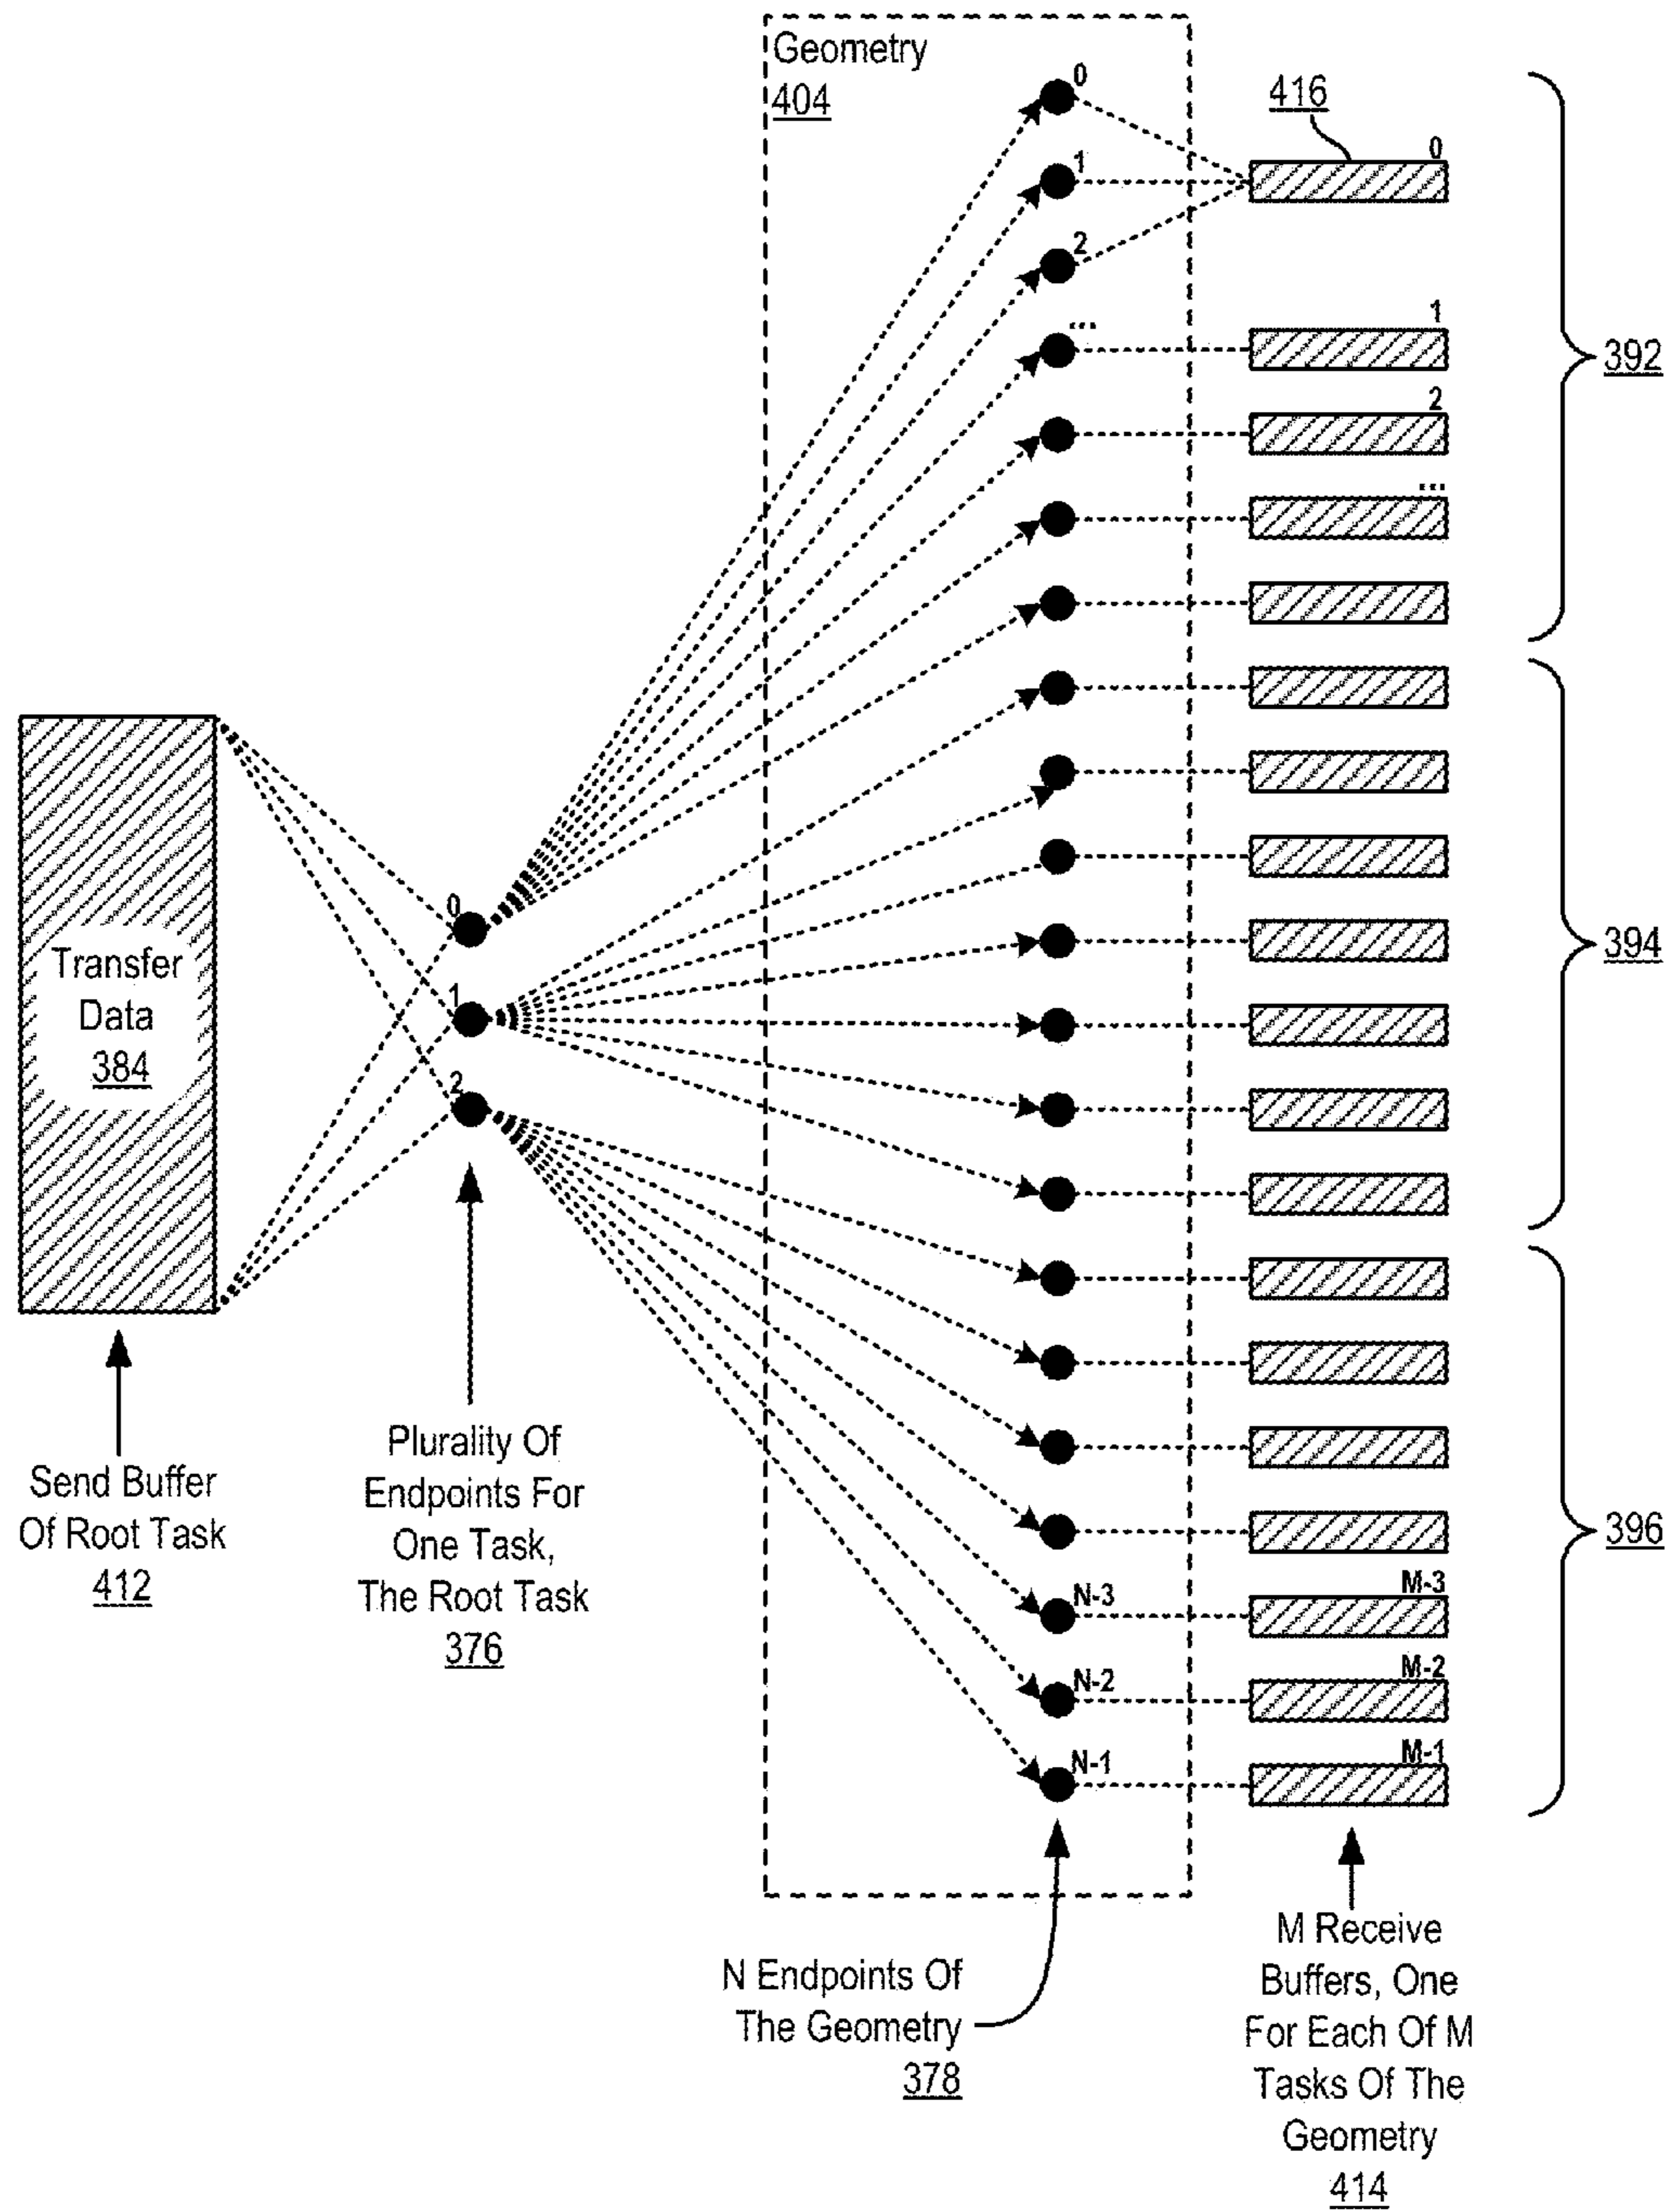 Geometry
404
0
416
0
1
2
...
1
392
2
...
0
Transfer
Data
384
1
394
2
Send Buffer
Of Root Task
412
Plurality Of
Endpoints For
One Task,
The Root Task
376
396
N-3
M-3
N-2
M-2
N-1
M-1
N Endpoints Of
The Geometry
378
M Receive
Buffers, One
For Each Of M
Tasks Of The
Geometry
414